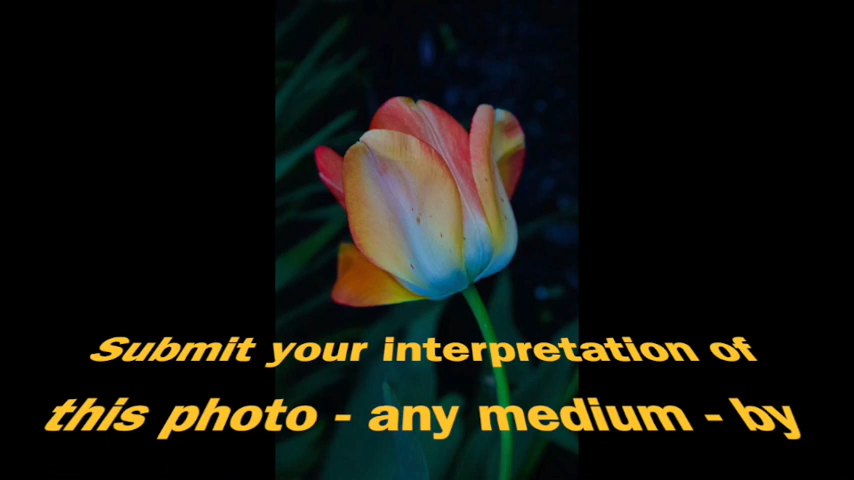 Submit your interpretation of
this photo - any medium - by